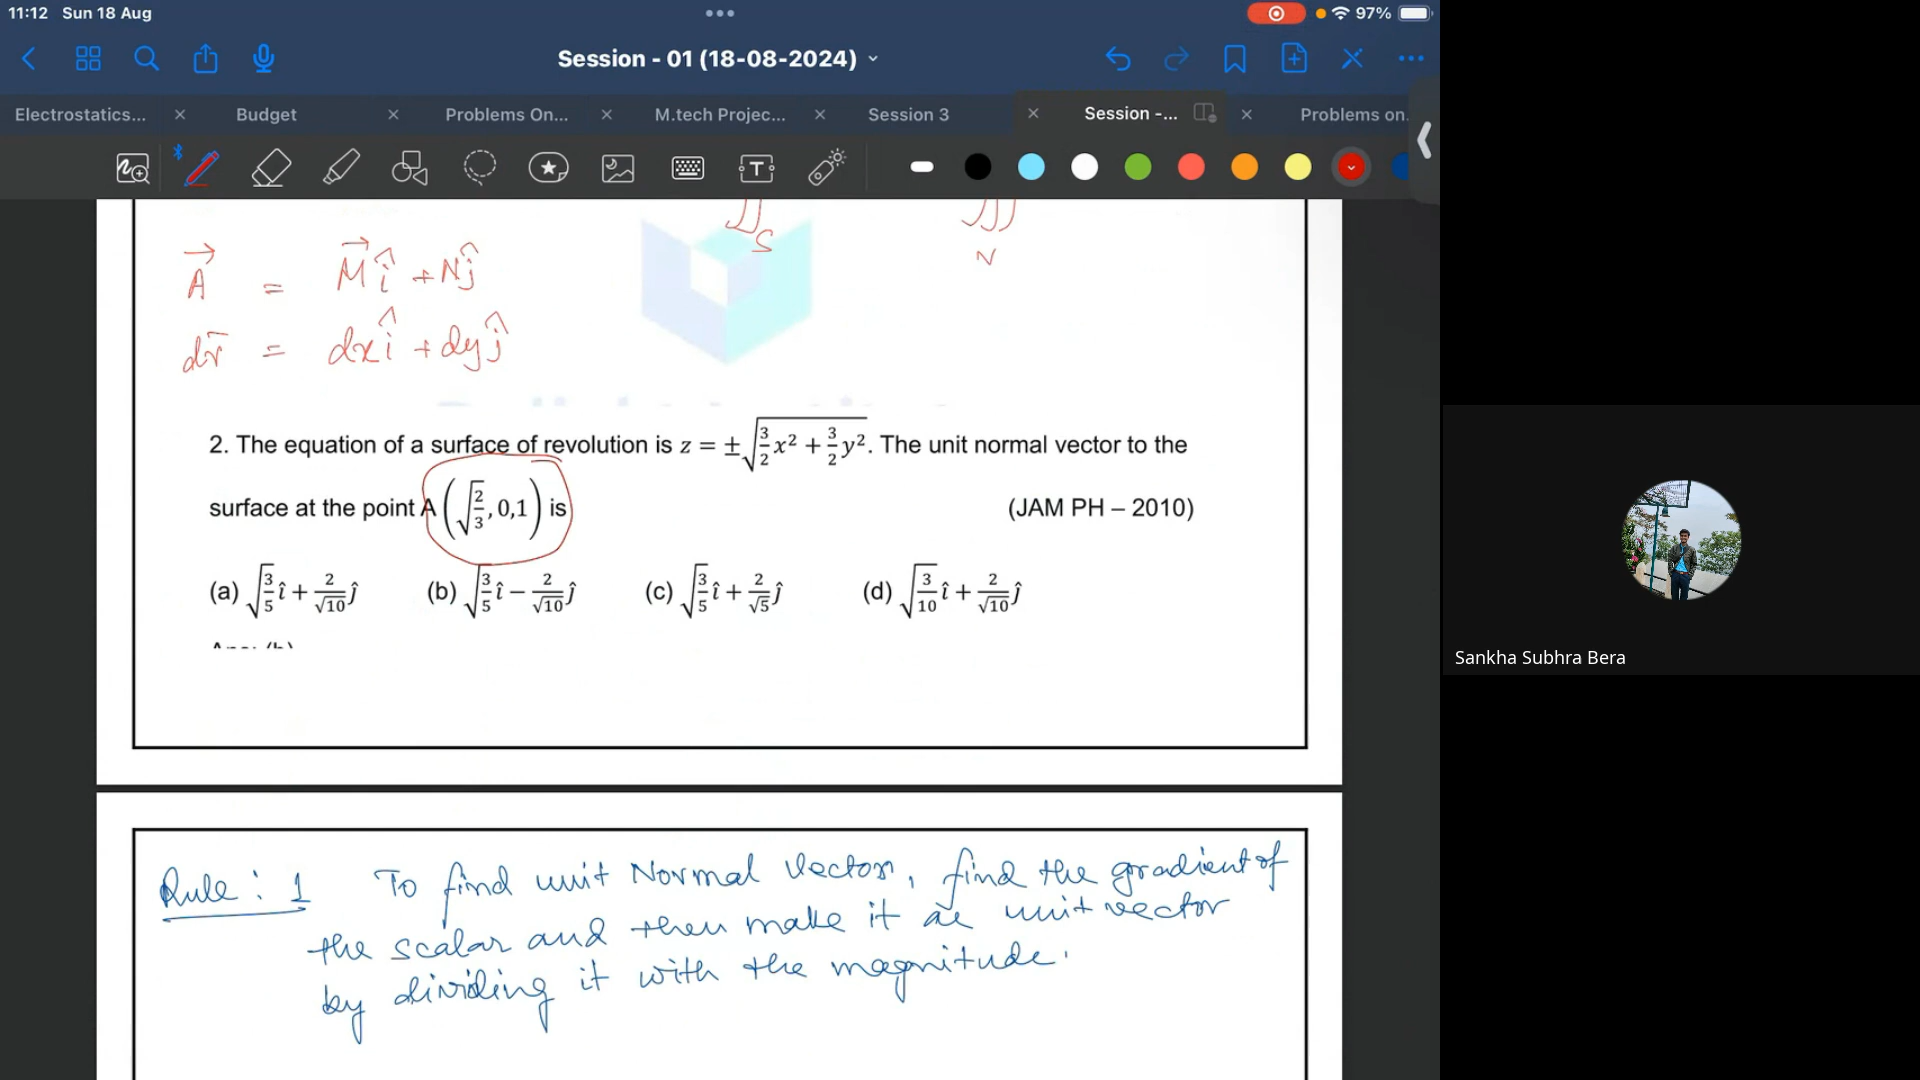 11:12 Sun 18 Aug
97%
Session - 01 (18-08-2024)
Electrostatics... Budget Problems On... M.tech Projec... Session 3 Session -... Problems on.
S
V
A⃗ = M⃗î + Nĵ
dr⃗ = dxî + dyĵ
2. The equation of a surface of revolution is z = ±√(3/2 x² + 3/2 y²). The unit normal vector to the
surface at the point A (√(2/3), 0,1) is (JAM PH – 2010)
(a) √(3/5) î + 2/√10 ĵ (b) √(3/5) î − 2/√10 ĵ (c) √(3/5) î + 2/√5 ĵ (d) √(3/10) î + 2/√10 ĵ
Rule: 1 To find unit Normal Vector, find the gradient of
the scalar and then make it as unit vector
by dividing it with the magnitude.
Sankha Subhra Bera